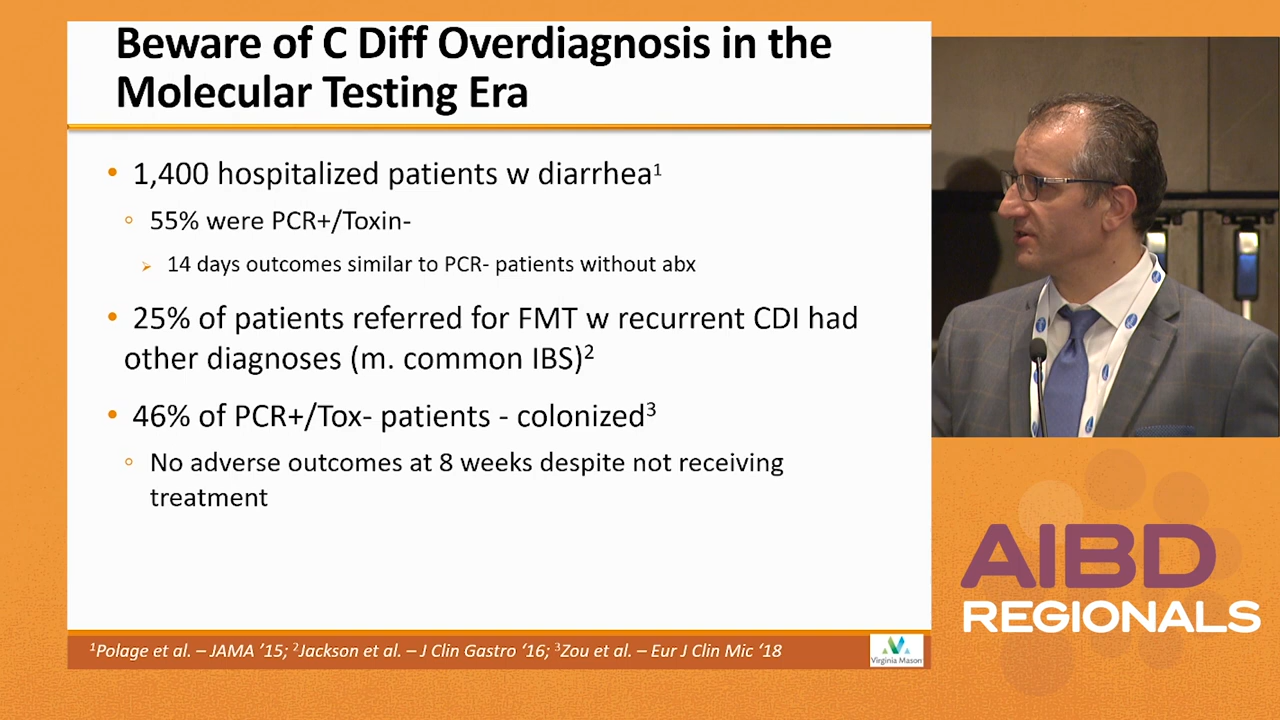 Beware of C Diff Overdiagnosis in the
Molecular Testing Era
• 1,400 hospitalized patients w diarrhea¹
◦ 55% were PCR+/Toxin-
➢ 14 days outcomes similar to PCR- patients without abx
• 25% of patients referred for FMT w recurrent CDI had
other diagnoses (m. common IBS)²
• 46% of PCR+/Tox- patients - colonized³
◦ No adverse outcomes at 8 weeks despite not receiving
treatment
¹Polage et al. – JAMA ’15; ²Jackson et al. – J Clin Gastro ‘16; ³Zou et al. – Eur J Clin Mic ‘18
Virginia Mason
AIBD
REGIONALS